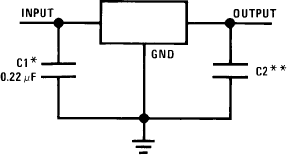 INPUT
OUTPUT
GND
C1*
0.22 µF
C2**